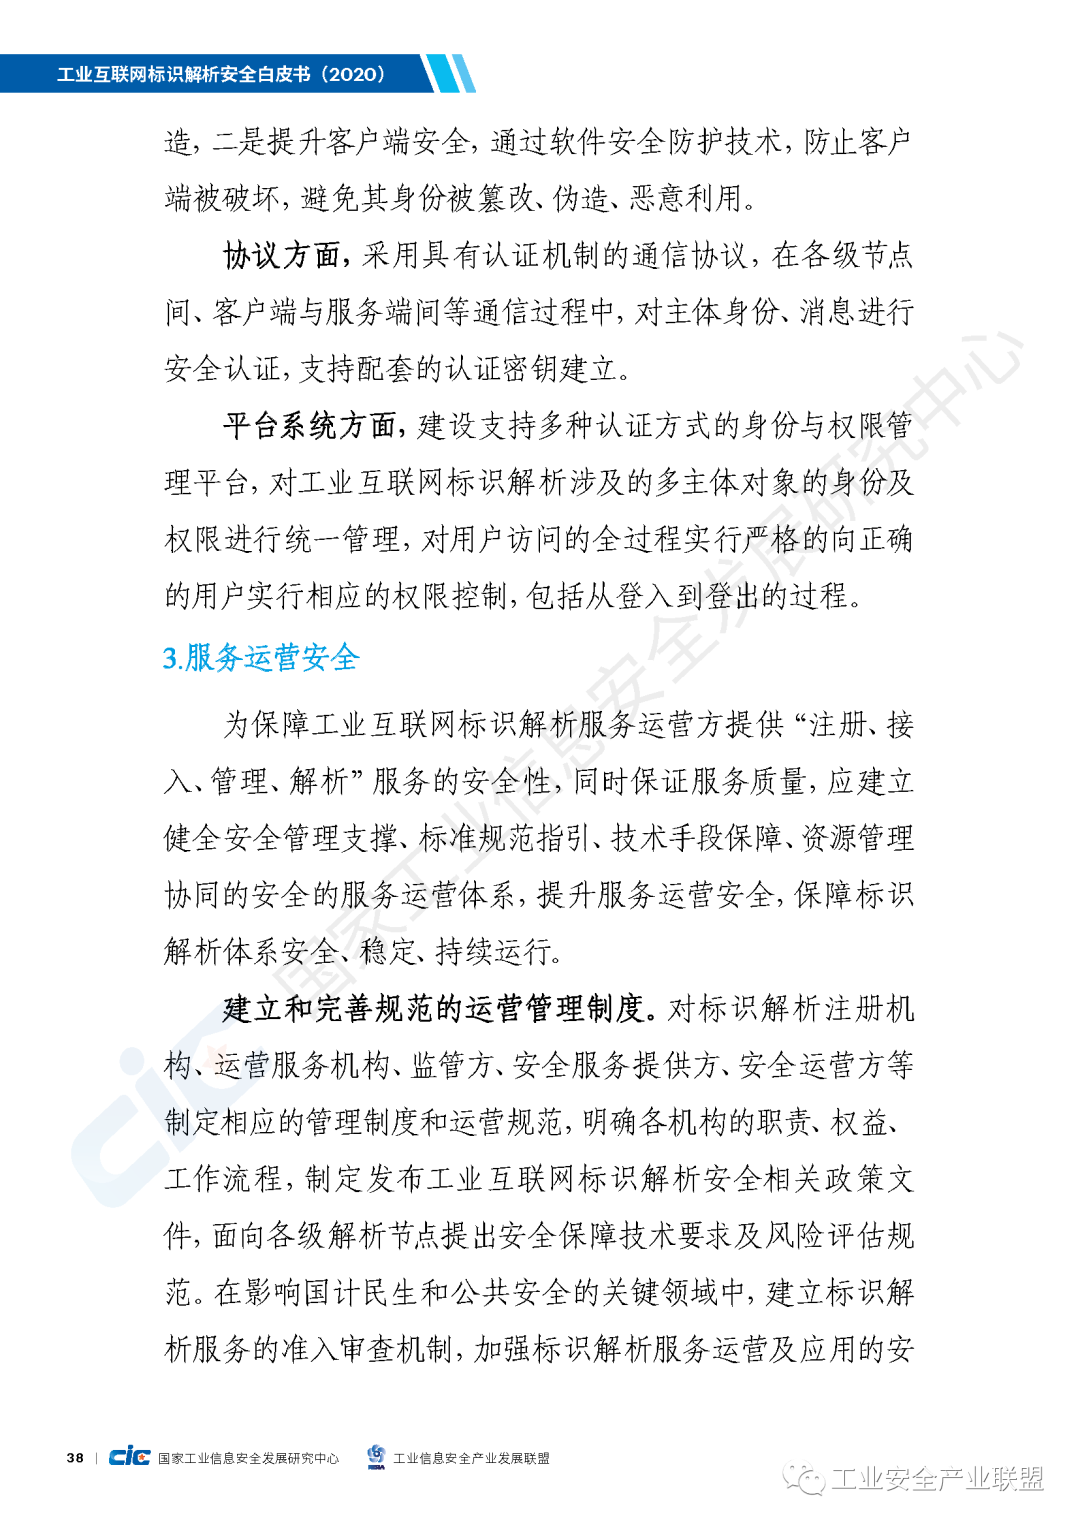 工业互联网标识解析安全白皮书（2020）
造，二是提升客户端安全，通过软件安全防护技术，防止客户
端被破坏，避免其身份被篡改、伪造、恶意利用。
协议方面，采用具有认证机制的通信协议，在各级节点
间、客户端与服务端间等通信过程中，对主体身份、消息进行
安全认证，支持配套的认证密钥建立。
平台系统方面，建设支持多种认证方式的身份与权限管
理平台，对工业互联网标识解析涉及的多主体对象的身份及
权限进行统一管理，对用户访问的全过程实行严格的向正确
的用户实行相应的权限控制，包括从登入到登出的过程。
3.服务运营安全
为保障工业互联网标识解析服务运营方提供“注册、接
入、管理、解析”服务的安全性，同时保证服务质量，应建立
健全安全管理支撑、标准规范指引、技术手段保障、资源管理
协同的安全的服务运营体系，提升服务运营安全，保障标识
解析体系安全、稳定、持续运行。
建立和完善规范的运营管理制度。对标识解析注册机
构、运营服务机构、监管方、安全服务提供方、安全运营方等
制定相应的管理制度和运营规范，明确各机构的职责、权益、
工作流程，制定发布工业互联网标识解析安全相关政策文
件，面向各级解析节点提出安全保障技术要求及风险评估规
范。在影响国计民生和公共安全的关键领域中，建立标识解
析服务的准入审查机制，加强标识解析服务运营及应用的安
国家工业信息安全发展研究中心
CIC
38 | CIC 国家工业信息安全发展研究中心 工业信息安全产业发展联盟
工业安全产业联盟